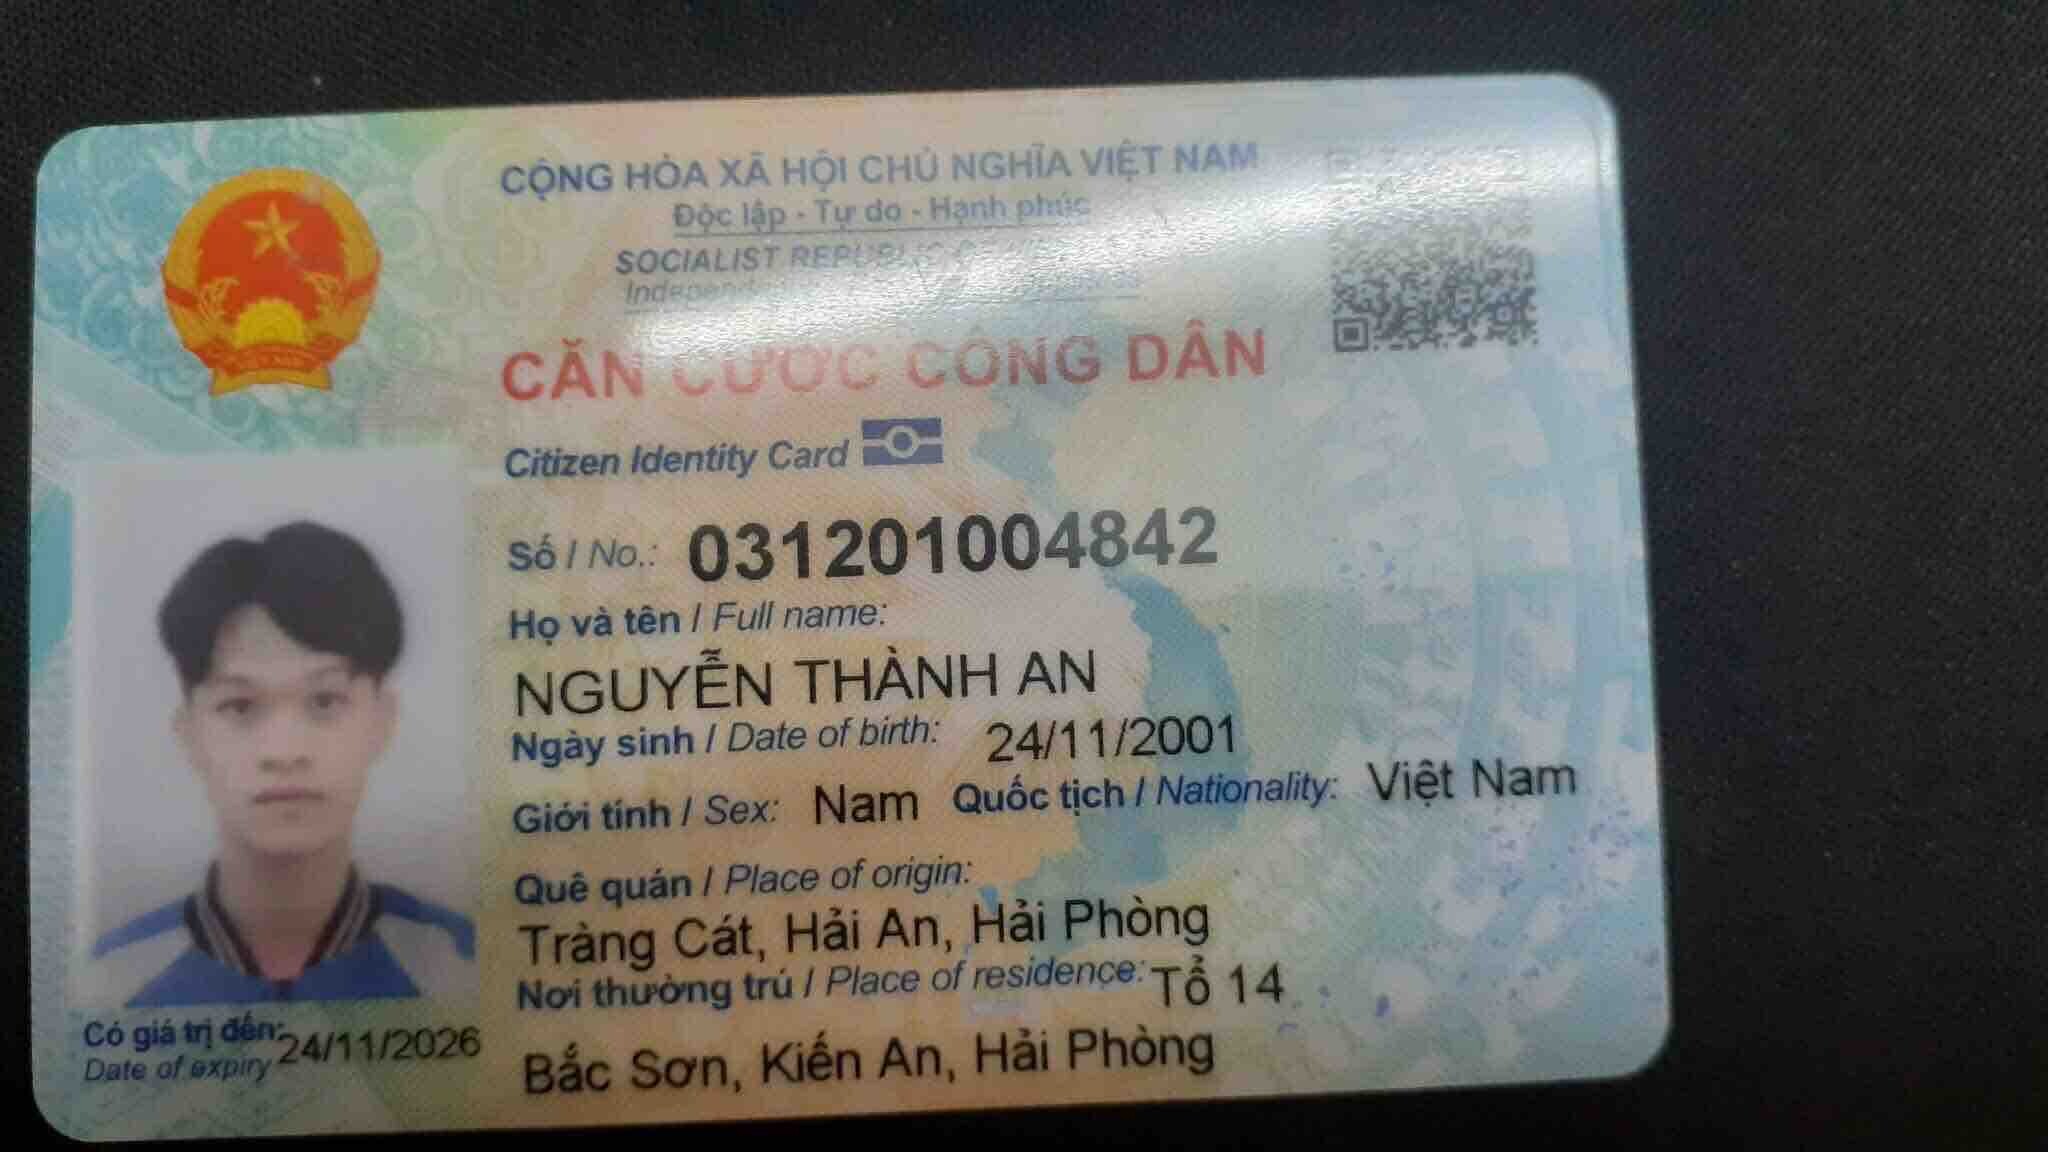 CỘNG HÒA XÃ HỘI CHỦ NGHĨA VIỆT NAM
Độc lập - Tự do - Hạnh phúc
SOCIALIST REPUBLIC
CĂN CƯỚC CÔNG DÂN
Citizen Identity Card
Số / No.: 031201004842
Họ và tên / Full name:
NGUYỄN THÀNH AN
Ngày sinh / Date of birth: 24/11/2001
Giới tính / Sex: Nam Quốc tịch / Nationality: Việt Nam
Quê quán / Place of origin:
Tràng Cát, Hải An, Hải Phòng
Nơi thường trú / Place of residence: Tổ 14
Bắc Sơn, Kiến An, Hải Phòng
Có giá trị đến: 24/11/2026
Date of expiry